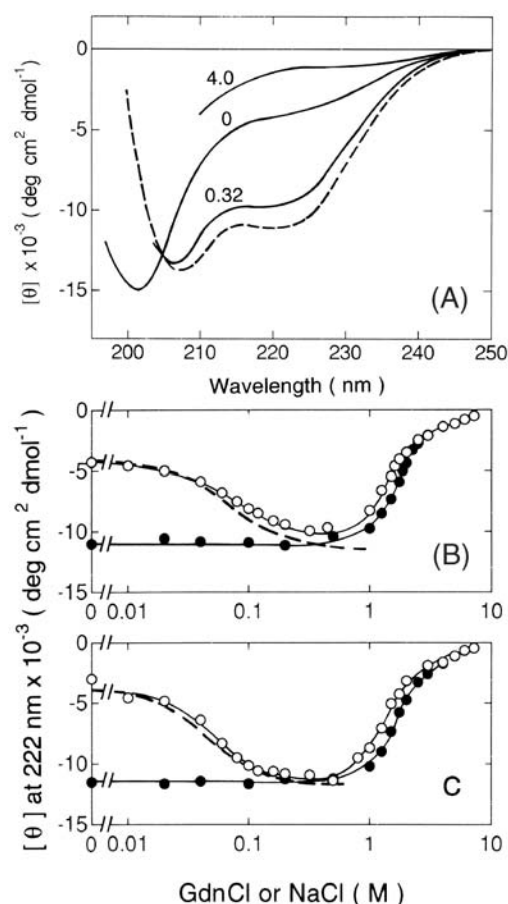 0
-5
-10
-15
[θ] x 10⁻³ ( deg cm² dmol⁻¹ )
4.0
0
0.32
(A)
200 210 220 230 240 250
Wavelength ( nm )
[θ] at 222 nm x 10⁻³ ( deg cm² dmol⁻¹ )
0
-5
-10
-15
(B)
0 0.01 0.1 1 10
0
-5
-10
-15
C
0 0.01 0.1 1 10
GdnCl or NaCl ( M )